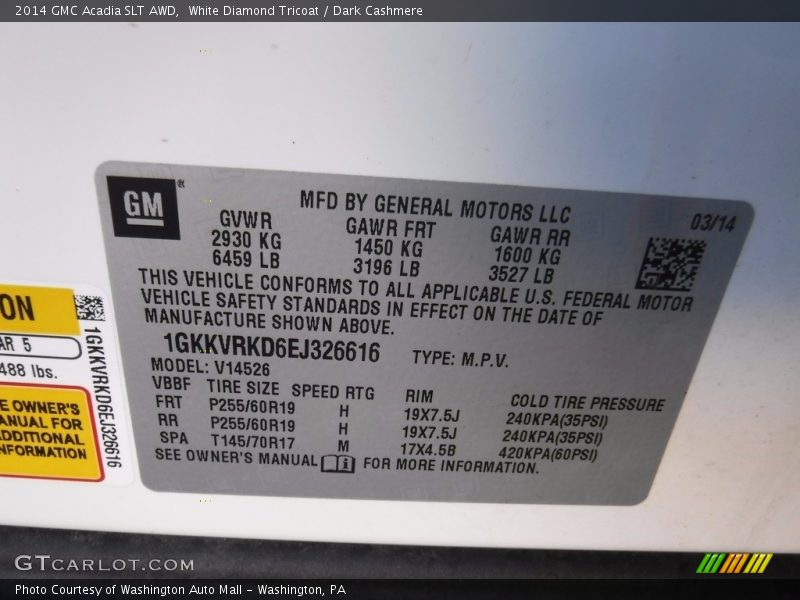 2014 GMC Acadia SLT AWD, White Diamond Tricoat / Dark Cashmere
GM®
MFD BY GENERAL MOTORS LLC
03/14
GVWR GAWR FRT GAWR RR
2930 KG 1450 KG 1600 KG
6459 LB 3196 LB 3527 LB
THIS VEHICLE CONFORMS TO ALL APPLICABLE U.S. FEDERAL MOTOR
VEHICLE SAFETY STANDARDS IN EFFECT ON THE DATE OF
MANUFACTURE SHOWN ABOVE.
1GKKVRKD6EJ326616 TYPE: M.P.V.
MODEL: V14526
VBBF TIRE SIZE SPEED RTG RIM COLD TIRE PRESSURE
FRT P255/60R19 H 19X7.5J 240KPA(35PSI)
RR P255/60R19 H 19X7.5J 240KPA(35PSI)
SPA T145/70R17 M 17X4.5B 420KPA(60PSI)
SEE OWNER'S MANUAL FOR MORE INFORMATION.
ON
AR 5
488 lbs.
E OWNER'S
ANUAL FOR
ADDITIONAL
NFORMATION
1GKKVRKD6EJ326616
GTCARLOT.COM
Photo Courtesy of Washington Auto Mall - Washington, PA